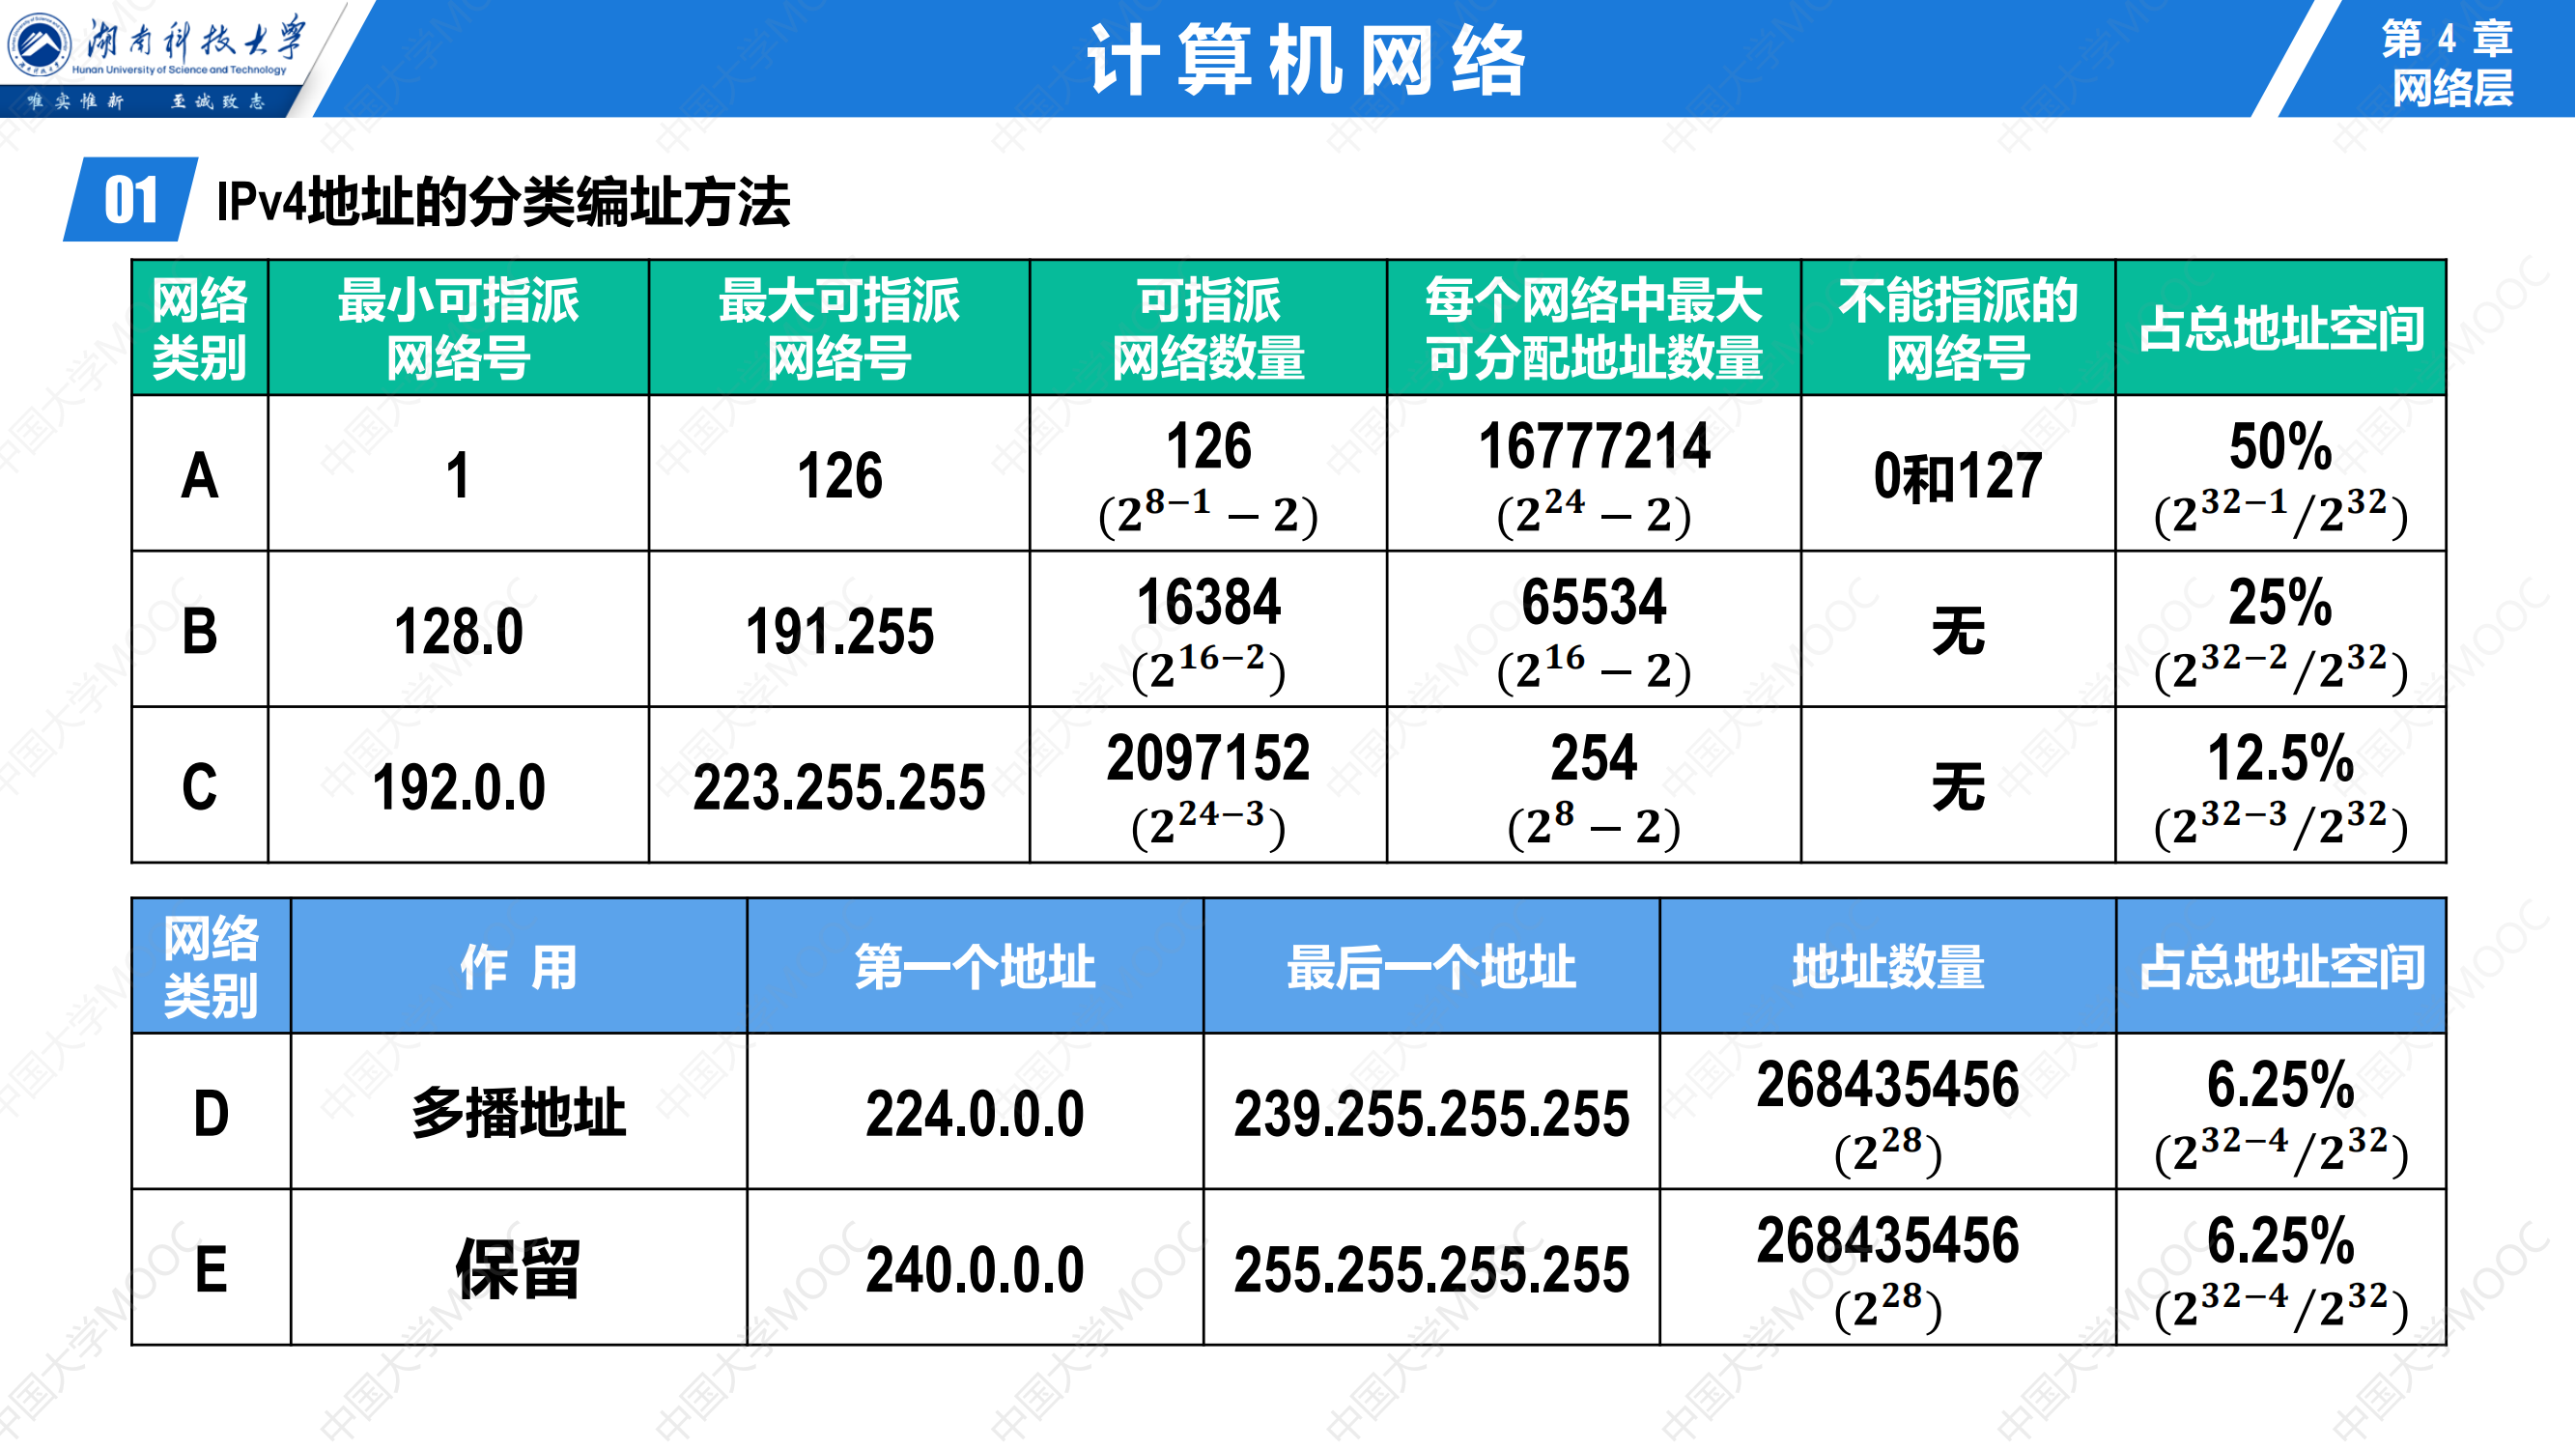 湖南科技大学
Hunan University of Science and Technology
唯实惟新 至诚致志
计算机网络
第 4 章
网络层
01 IPv4地址的分类编址方法
网络类别 最小可指派网络号 最大可指派网络号 可指派网络数量 每个网络中最大可分配地址数量 不能指派的网络号 占总地址空间
A 1 126 126 (2^{8−1} − 2) 16777214 (2^{24} − 2) 0和127 50% (2^{32−1}/2^{32})
B 128.0 191.255 16384 (2^{16−2}) 65534 (2^{16} − 2) 无 25% (2^{32−2}/2^{32})
C 192.0.0 223.255.255 2097152 (2^{24−3}) 254 (2^{8} − 2) 无 12.5% (2^{32−3}/2^{32})
网络类别 作 用 第一个地址 最后一个地址 地址数量 占总地址空间
D 多播地址 224.0.0.0 239.255.255.255 268435456 (2^{28}) 6.25% (2^{32−4}/2^{32})
E 保留 240.0.0.0 255.255.255.255 268435456 (2^{28}) 6.25% (2^{32−4}/2^{32})
中国大学MOOC